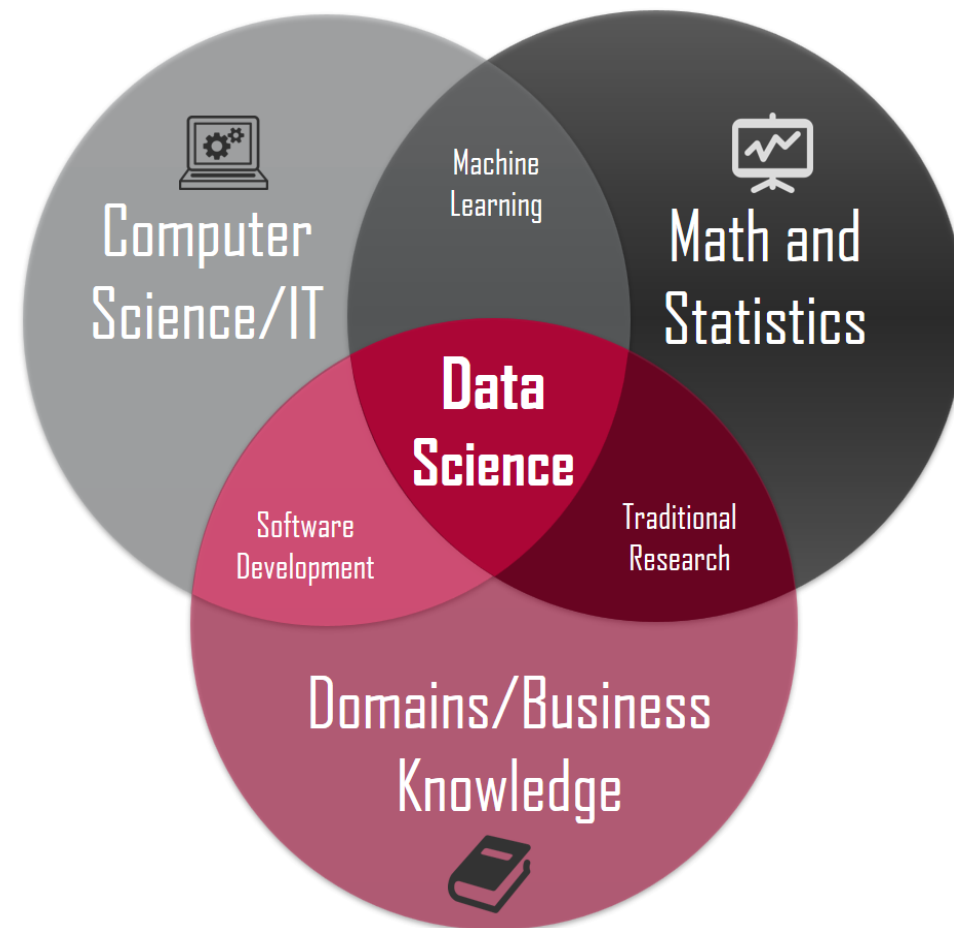 Machine
Learning
Computer
Science/IT
Math and
Statistics
Data
Science
Software
Development
Traditional
Research
Domains/Business
Knowledge